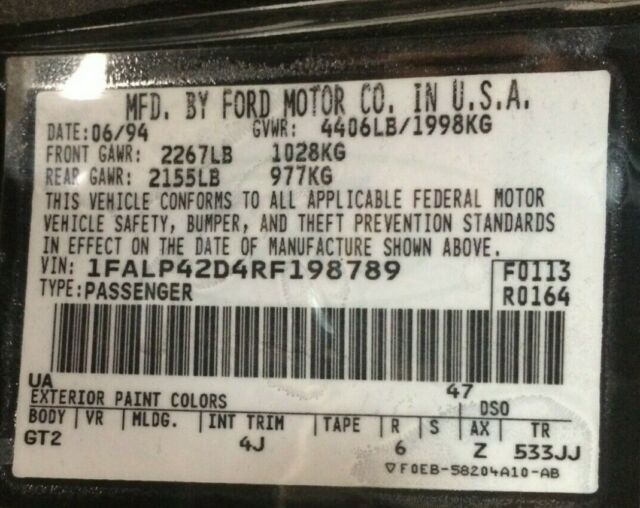 MFD. BY FORD MOTOR CO. IN U.S.A.
DATE: 06/94 GVWR: 4406LB/1998KG
FRONT GAWR: 2267LB 1028KG
REAR GAWR: 2155LB 977KG
THIS VEHICLE CONFORMS TO ALL APPLICABLE FEDERAL MOTOR
VEHICLE SAFETY, BUMPER, AND THEFT PREVENTION STANDARDS
IN EFFECT ON THE DATE OF MANUFACTURE SHOWN ABOVE.
VIN: 1FALP42D4RF198789 F0113
TYPE: PASSENGER R0164
UA 47
EXTERIOR PAINT COLORS DSO
BODY VR MLDG. INT TRIM TAPE R S AX TR
GT2 4J 6 Z 533JJ
▽F0EB-58204A10-AB